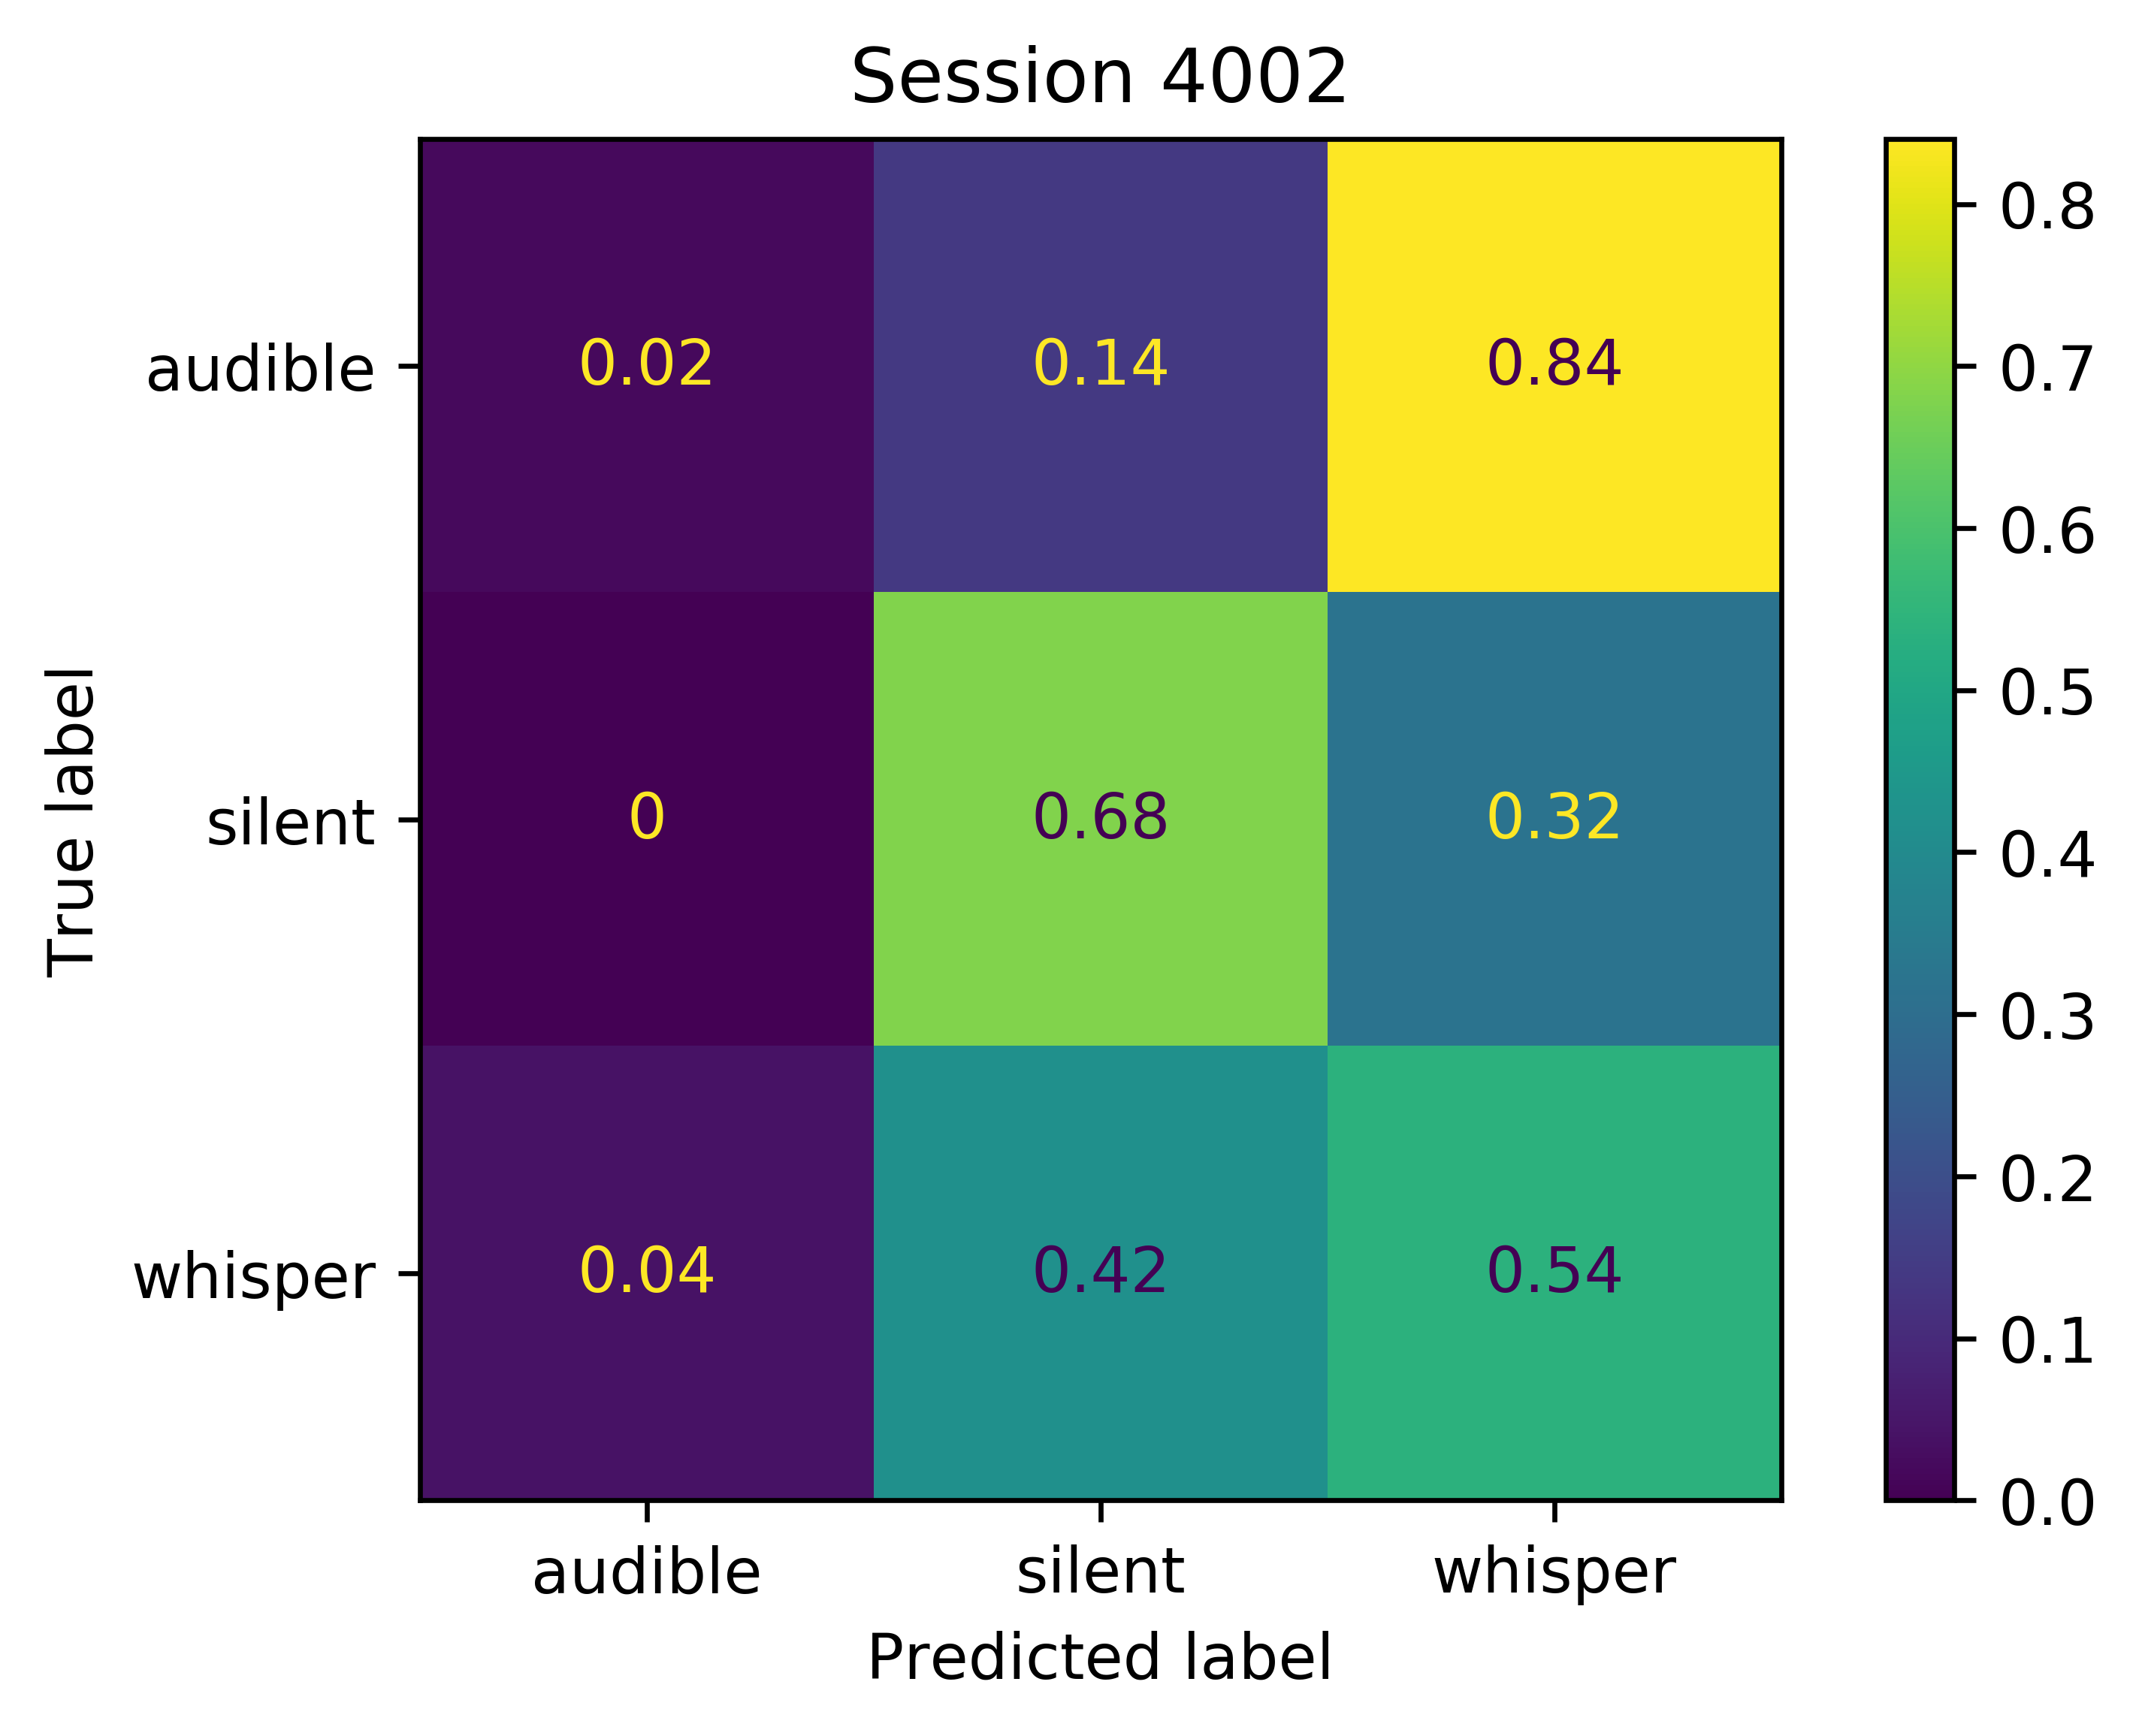 Session 4002
audible 0.02 0.14 0.84
silent 0 0.68 0.32
whisper 0.04 0.42 0.54
audible silent whisper
Predicted label
True label
0.8
0.7
0.6
0.5
0.4
0.3
0.2
0.1
0.0